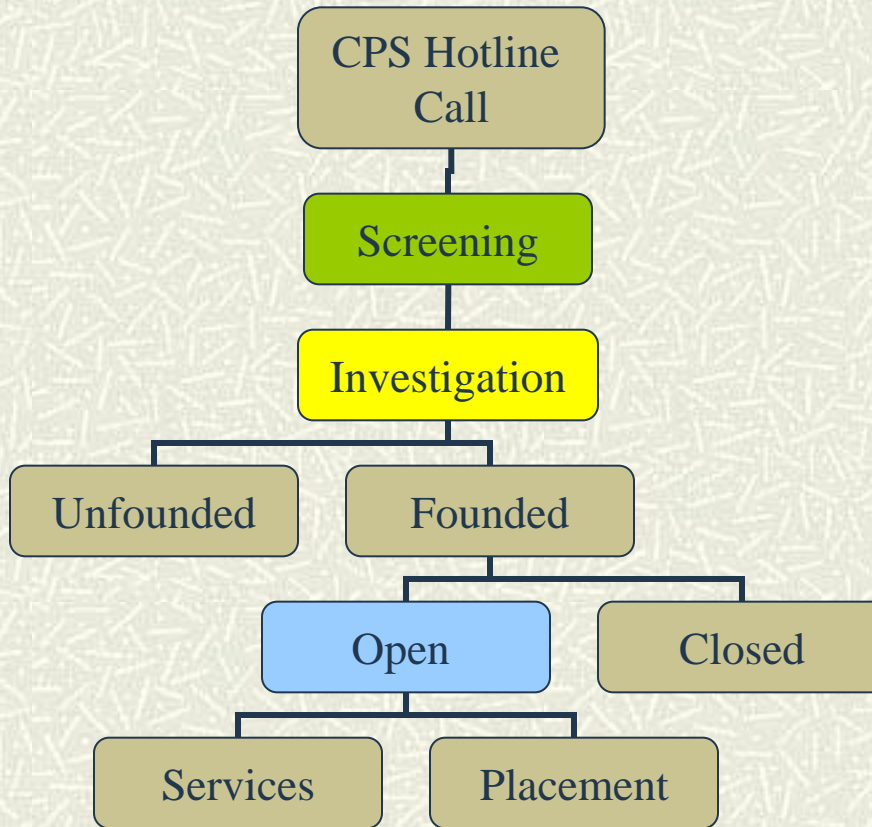 CPS Hotline
Call
Screening
Investigation
Unfounded
Founded
Open
Closed
Services
Placement